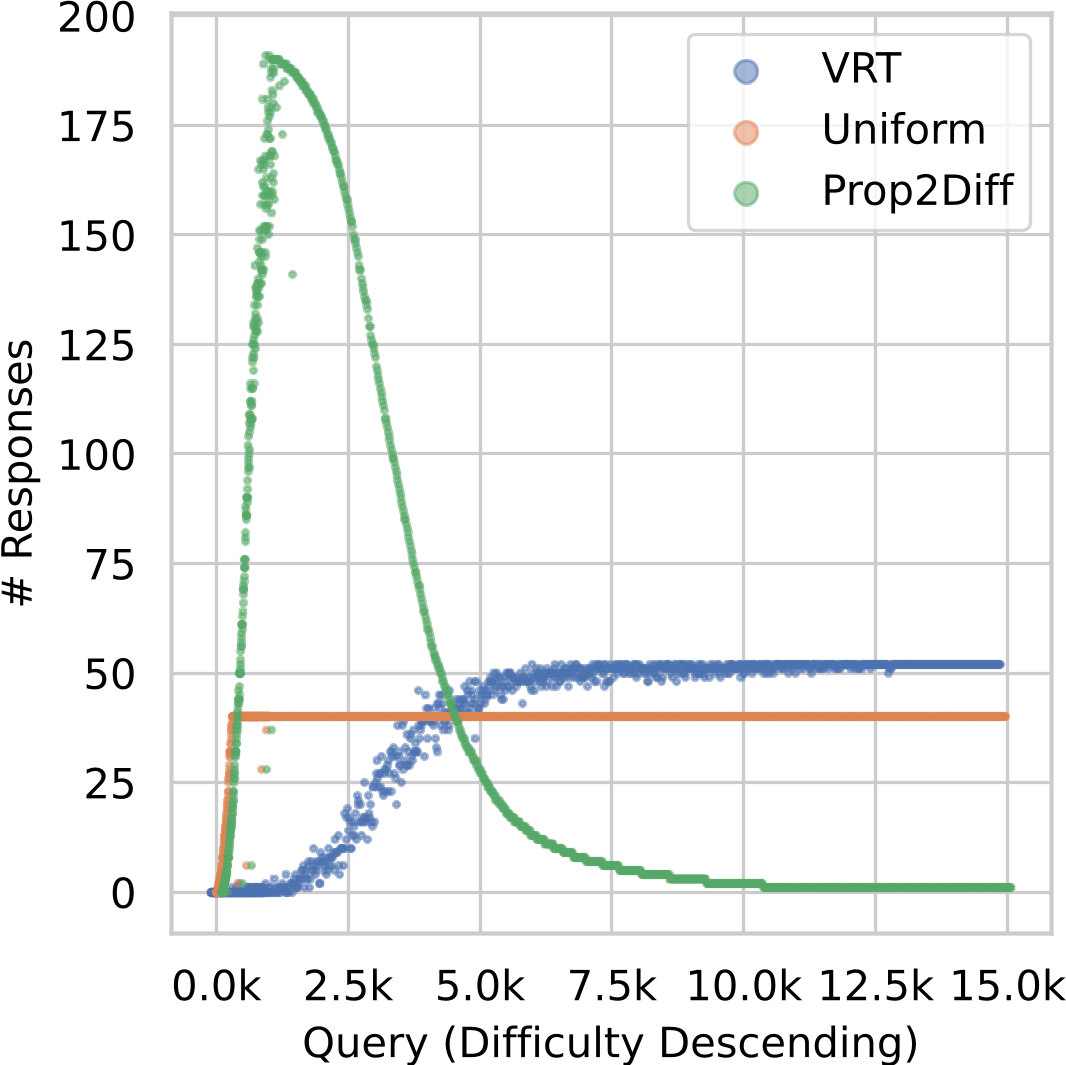 # Responses
200
175
150
125
100
75
50
25
0
VRT
Uniform
Prop2Diff
0.0k 2.5k 5.0k 7.5k 10.0k 12.5k 15.0k
Query (Difficulty Descending)